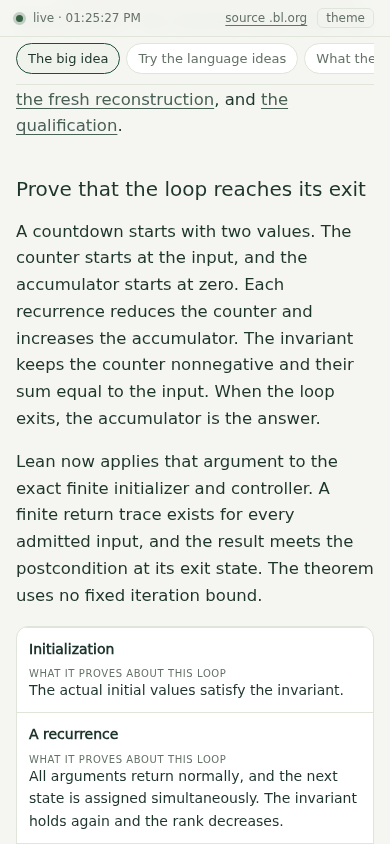 live · 01:25:27 PM
source .bl.org
theme
The big idea
Try the language ideas
What the
the fresh reconstruction, and the
qualification.
Prove that the loop reaches its exit
A countdown starts with two values. The
counter starts at the input, and the
accumulator starts at zero. Each
recurrence reduces the counter and
increases the accumulator. The invariant
keeps the counter nonnegative and their
sum equal to the input. When the loop
exits, the accumulator is the answer.
Lean now applies that argument to the
exact finite initializer and controller. A
finite return trace exists for every
admitted input, and the result meets the
postcondition at its exit state. The theorem
uses no fixed iteration bound.
Initialization
WHAT IT PROVES ABOUT THIS LOOP
The actual initial values satisfy the invariant.
A recurrence
WHAT IT PROVES ABOUT THIS LOOP
All arguments return normally, and the next
state is assigned simultaneously. The invariant
holds again and the rank decreases.